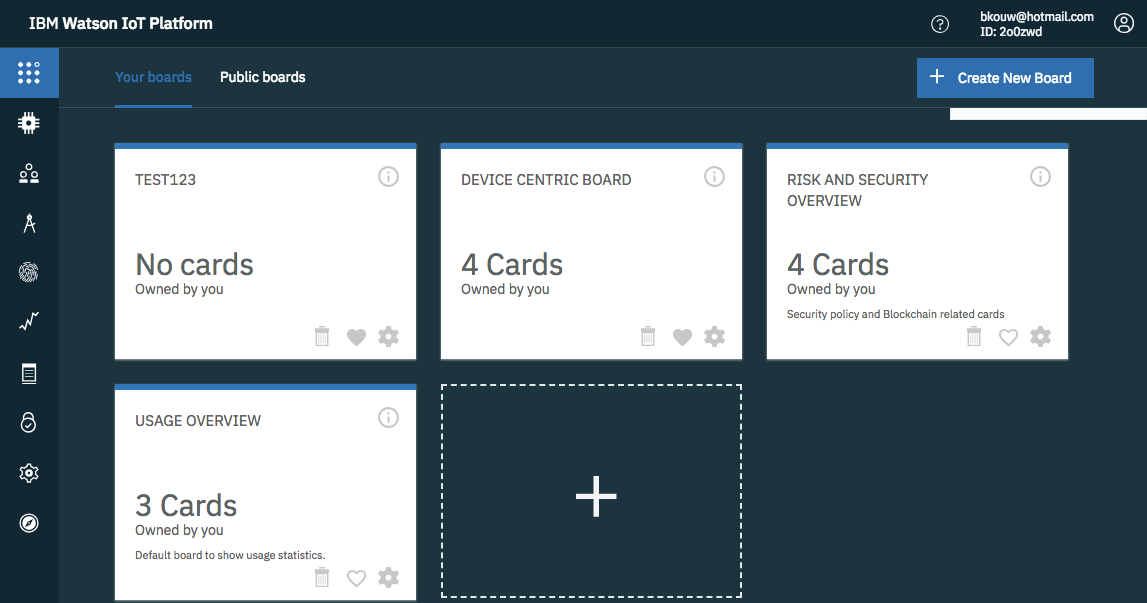 IBM Watson IoT Platform
bkouw@hotmail.com
ID: 2o0zwd
Your boards
Public boards
Create New Board
TEST123
No cards
Owned by you
DEVICE CENTRIC BOARD
4 Cards
Owned by you
RISK AND SECURITY
OVERVIEW
4 Cards
Owned by you
Security policy and Blockchain related cards
USAGE OVERVIEW
3 Cards
Owned by you
Default board to show usage statistics.